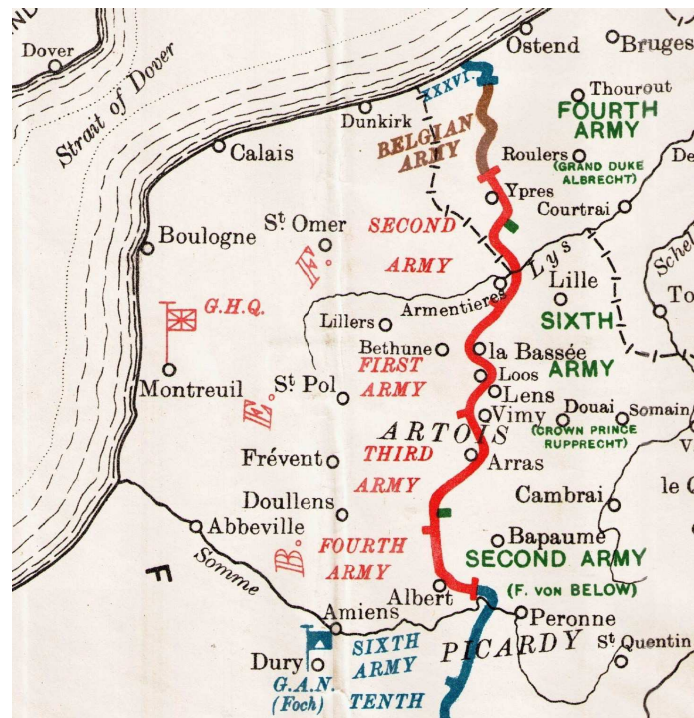 Dover
Strait of Dover
Ostend
Bruges
Thourout
FOURTH
ARMY
(GRAND DUKE
ALBRECHT)
XXXVI.
Dunkirk
BELGIAN
ARMY
Roulers
Calais
Ypres
Courtrai
Boulogne
St. Omer
SECOND
ARMY
F.
Lys
Lille
Armentieres
SIXTH
ARMY
(CROWN PRINCE
RUPPRECHT)
G.H.Q.
Lillers
Bethune
la Bassée
Loos
Lens
Montreuil
FIRST
ARMY
St. Pol
E.
Vimy
Douai
Somain
ARTOIS
THIRD
ARMY
Arras
Frévent
Cambrai
le
Doullens
Abbeville
B.
FOURTH
ARMY
Bapaume
SECOND ARMY
(F. VON BELOW)
Somme
F
Albert
Amiens
Peronne
PICARDY
St. Quentin
Dury
SIXTH
ARMY
G.A.N.
(Foch)
TENTH